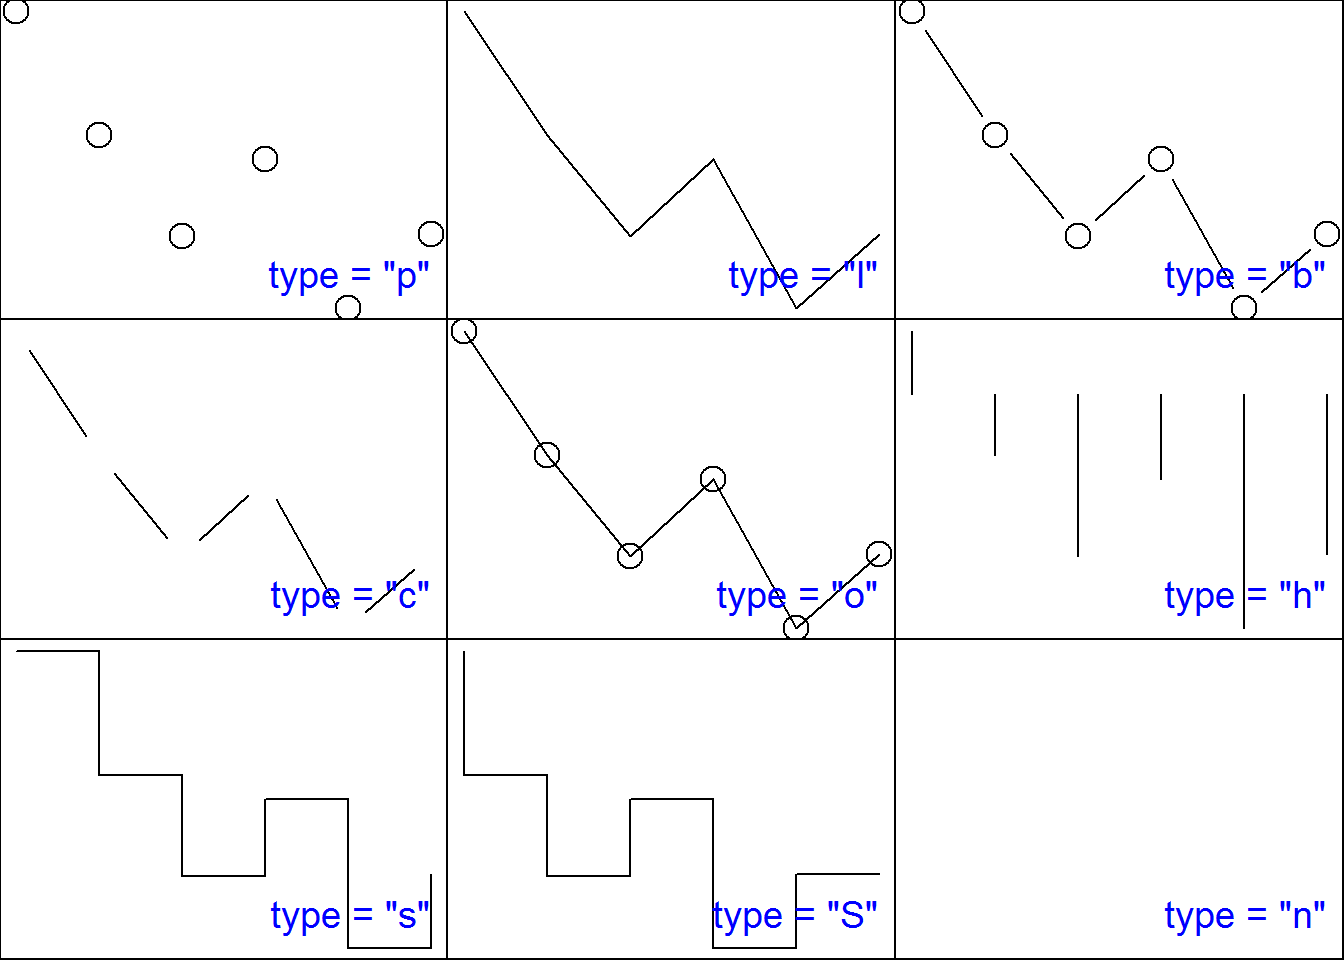 type = "p"
type = "l"
type = "b"
type = "c"
type = "o"
type = "h"
type = "s"
type = "S"
type = "n"